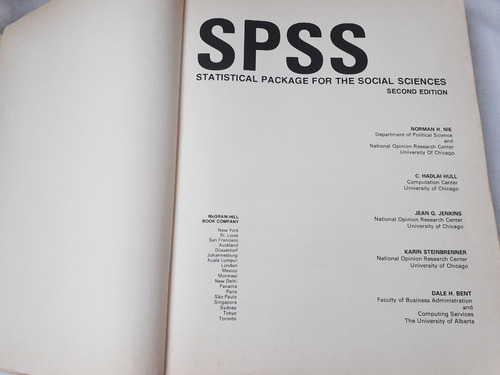 SPSS
STATISTICAL PACKAGE FOR THE SOCIAL SCIENCES
SECOND EDITION
NORMAN H. NIE
Department of Political Science
and
National Opinion Research Center
University Of Chicago
C. HADLAI HULL
Computation Center
University of Chicago
JEAN G. JENKINS
National Opinion Research Center
University of Chicago
KARIN STEINBRENNER
National Opinion Research Center
University of Chicago
DALE H. BENT
Faculty of Business Administration
and
Computing Services
The University of Alberta
McGRAW-HILL
BOOK COMPANY
New York
St. Louis
San Francisco
Auckland
Düsseldorf
Johannesburg
Kuala Lumpur
London
Mexico
Montreal
New Delhi
Panama
Paris
São Paulo
Singapore
Sydney
Tokyo
Toronto